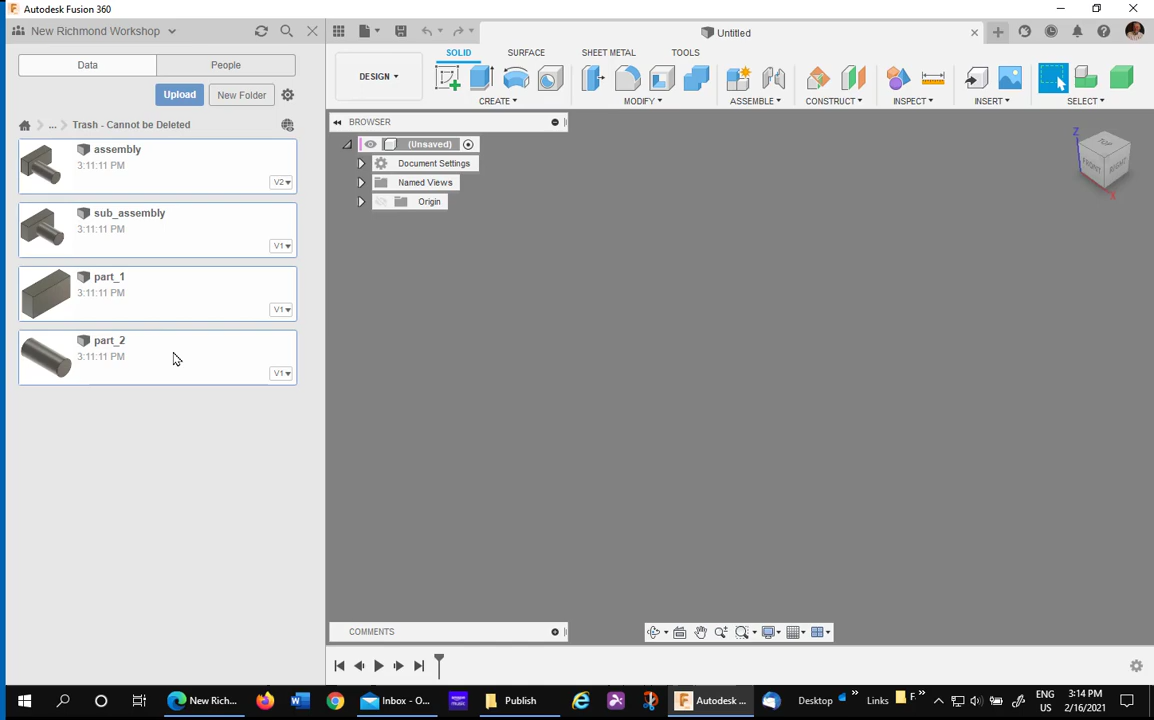 Autodesk Fusion 360
New Richmond Workshop
Untitled
Data
People
Upload
New Folder
... Trash - Cannot be Deleted
assembly
3:11:11 PM
V2
sub_assembly
3:11:11 PM
V1
part_1
3:11:11 PM
V1
part_2
3:11:11 PM
V1
SOLID
SURFACE
SHEET METAL
TOOLS
DESIGN
CREATE
MODIFY
ASSEMBLE
CONSTRUCT
INSPECT
INSERT
SELECT
BROWSER
(Unsaved)
Document Settings
Named Views
Origin
Z
TOP
FRONT
RIGHT
X
COMMENTS
New Rich...
Inbox - O...
Publish
Autodesk ...
Desktop
Links
F
ENG
US
3:14 PM
2/16/2021